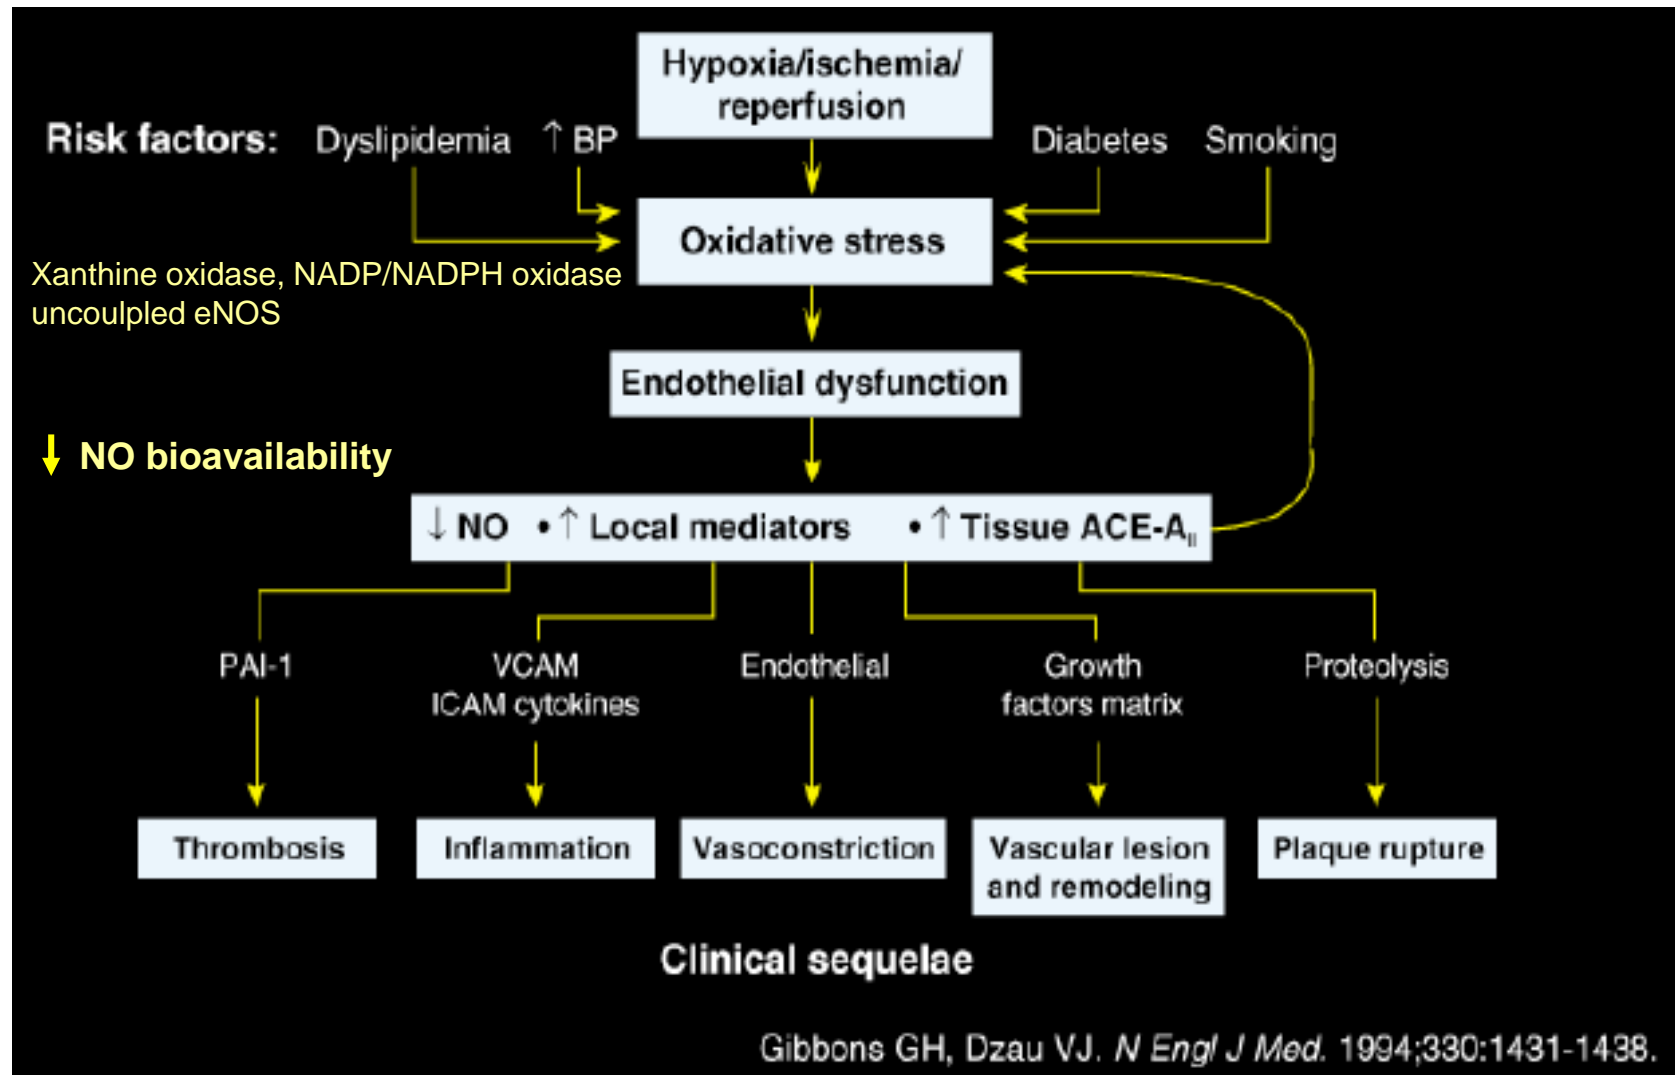 Hypoxia/ischemia/
reperfusion
Risk factors: Dyslipidemia ↑ BP Diabetes Smoking
Oxidative stress
Xanthine oxidase, NADP/NADPH oxidase
uncoulpled eNOS
Endothelial dysfunction
↓ NO bioavailability
↓ NO • ↑ Local mediators • ↑ Tissue ACE-AII
PAI-1 VCAM Endothelial Growth Proteolysis
ICAM cytokines factors matrix
Thrombosis Inflammation Vasoconstriction Vascular lesion Plaque rupture
and remodeling
Clinical sequelae
Gibbons GH, Dzau VJ. N Engl J Med. 1994;330:1431-1438.